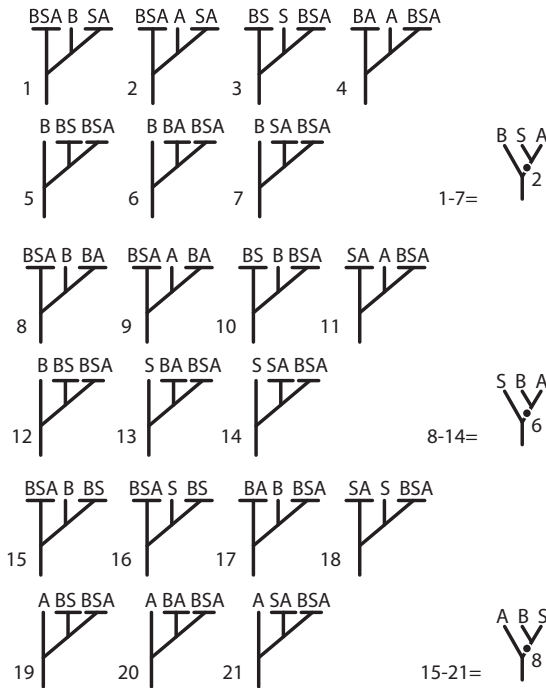 BSA B SA BSA A SA BS S BSA BA A BSA
1 2 3 4
B BS BSA B BA BSA B SA BSA B S A
5 6 7 1-7= 2
BSA B BA BSA A BA BS B BSA SA A BSA
8 9 10 11
B BS BSA S BA BSA S SA BSA S B A
12 13 14 8-14= 6
BSA B BS BSA S BS BA B BSA SA S BSA
15 16 17 18
A BS BSA A BA BSA A SA BSA A B S
19 20 21 15-21= 8